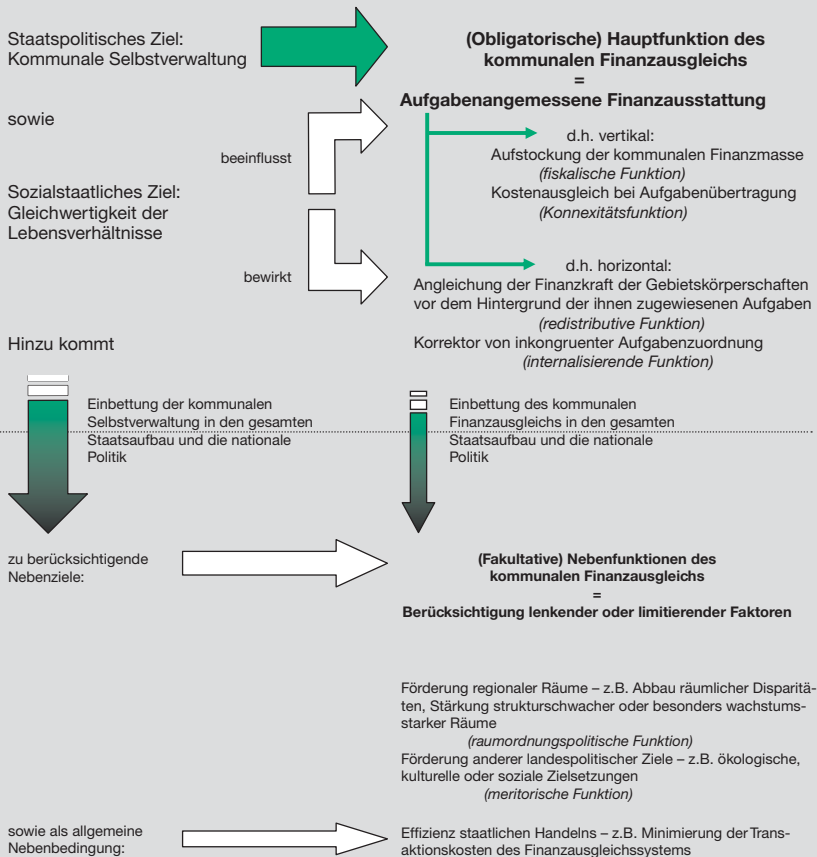 Staatspolitisches Ziel:
Kommunale Selbstverwaltung
(Obligatorische) Hauptfunktion des
kommunalen Finanzausgleichs
=
Aufgabenangemessene Finanzausstattung
sowie
beeinflusst
d.h. vertikal:
Aufstockung der kommunalen Finanzmasse
(fiskalische Funktion)
Kostenausgleich bei Aufgabenübertragung
(Konnexitätsfunktion)
Sozialstaatliches Ziel:
Gleichwertigkeit der
Lebensverhältnisse
bewirkt
d.h. horizontal:
Angleichung der Finanzkraft der Gebietskörperschaften
vor dem Hintergrund der ihnen zugewiesenen Aufgaben
(redistributive Funktion)
Korrektor von inkongruenter Aufgabenzuordnung
(internalisierende Funktion)
Hinzu kommt
Einbettung der kommunalen
Selbstverwaltung in den gesamten
Staatsaufbau und die nationale
Politik
Einbettung des kommunalen
Finanzausgleichs in den gesamten
Staatsaufbau und die nationale
Politik
zu berücksichtigende
Nebenziele:
(Fakultative) Nebenfunktionen des
kommunalen Finanzausgleichs
=
Berücksichtigung lenkender oder limitierender Faktoren
Förderung regionaler Räume – z.B. Abbau räumlicher Disparitä-
ten, Stärkung strukturschwacher oder besonders wachstums-
starker Räume
(raumordnungspolitische Funktion)
Förderung anderer landespolitischer Ziele – z.B. ökologische,
kulturelle oder soziale Zielsetzungen
(meritorische Funktion)
sowie als allgemeine
Nebenbedingung:
Effizienz staatlichen Handelns – z.B. Minimierung der Trans-
aktionskosten des Finanzausgleichssystems